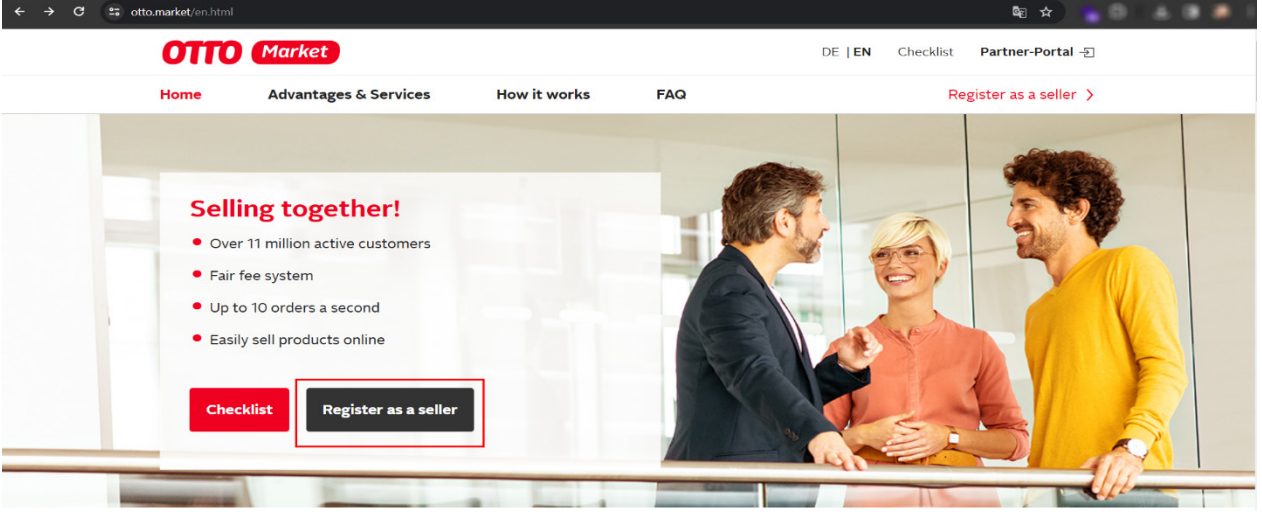 otto.market/en.html
OTTO Market
DE | EN Checklist Partner-Portal
Home Advantages & Services How it works FAQ Register as a seller
Selling together!
Over 11 million active customers
Fair fee system
Up to 10 orders a second
Easily sell products online
Checklist Register as a seller